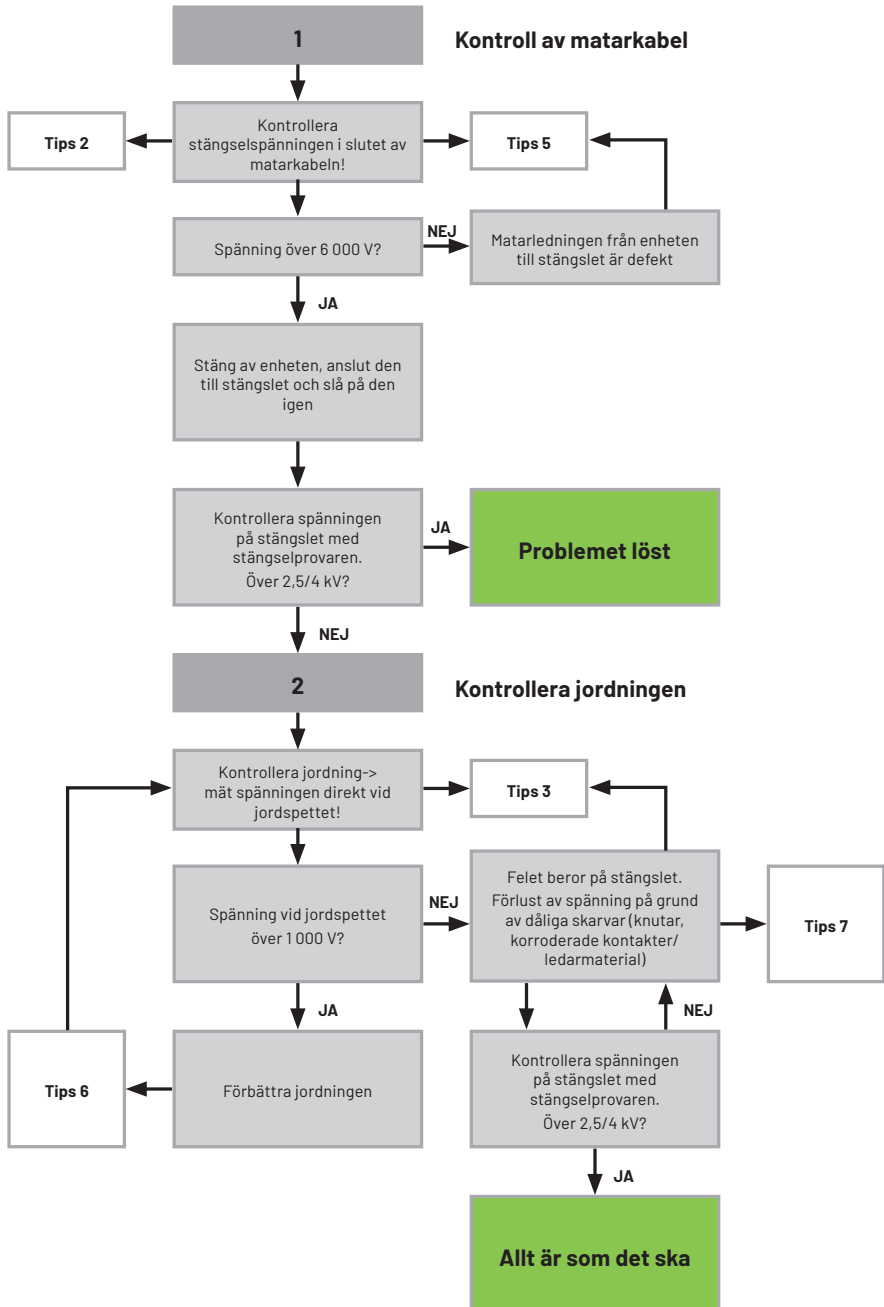 1
Kontroll av matarkabel
Tips 2
Kontrollera
stängselspänningen i slutet av
matarkabeln!
Tips 5
Spänning över 6 000 V?
NEJ
Matarledningen från enheten
till stängslet är defekt
JA
Stäng av enheten, anslut den
till stängslet och slå på den
igen
Kontrollera spänningen
på stängslet med
stängselprovaren.
Över 2,5/4 kV?
JA
Problemet löst
NEJ
2
Kontrollera jordningen
Kontrollera jordning->
mät spänningen direkt vid
jordspettet!
Tips 3
Spänning vid jordspettet
över 1 000 V?
NEJ
Felet beror på stängslet.
Förlust av spänning på grund
av dåliga skarvar (knutar,
korroderade kontakter/
ledarmaterial)
Tips 7
JA
NEJ
Tips 6
Förbättra jordningen
Kontrollera spänningen
på stängslet med
stängselprovaren.
Över 2,5/4 kV?
JA
Allt är som det ska